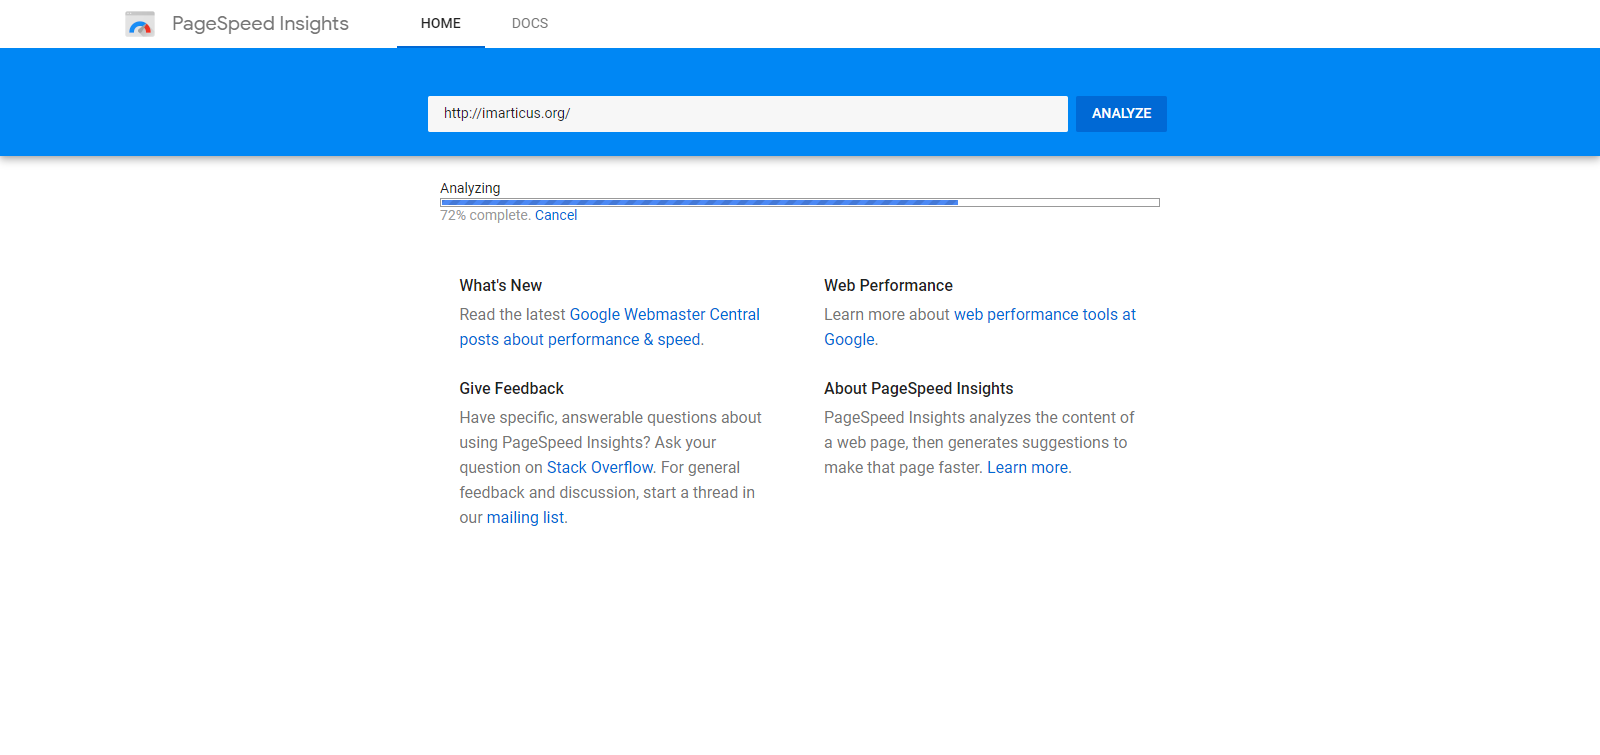 PageSpeed Insights
HOME
DOCS
http://imarticus.org/
ANALYZE
Analyzing
72% complete. Cancel
What's New
Read the latest Google Webmaster Central
posts about performance & speed.
Web Performance
Learn more about web performance tools at
Google.
Give Feedback
Have specific, answerable questions about
using PageSpeed Insights? Ask your
question on Stack Overflow. For general
feedback and discussion, start a thread in
our mailing list.
About PageSpeed Insights
PageSpeed Insights analyzes the content of
a web page, then generates suggestions to
make that page faster. Learn more.